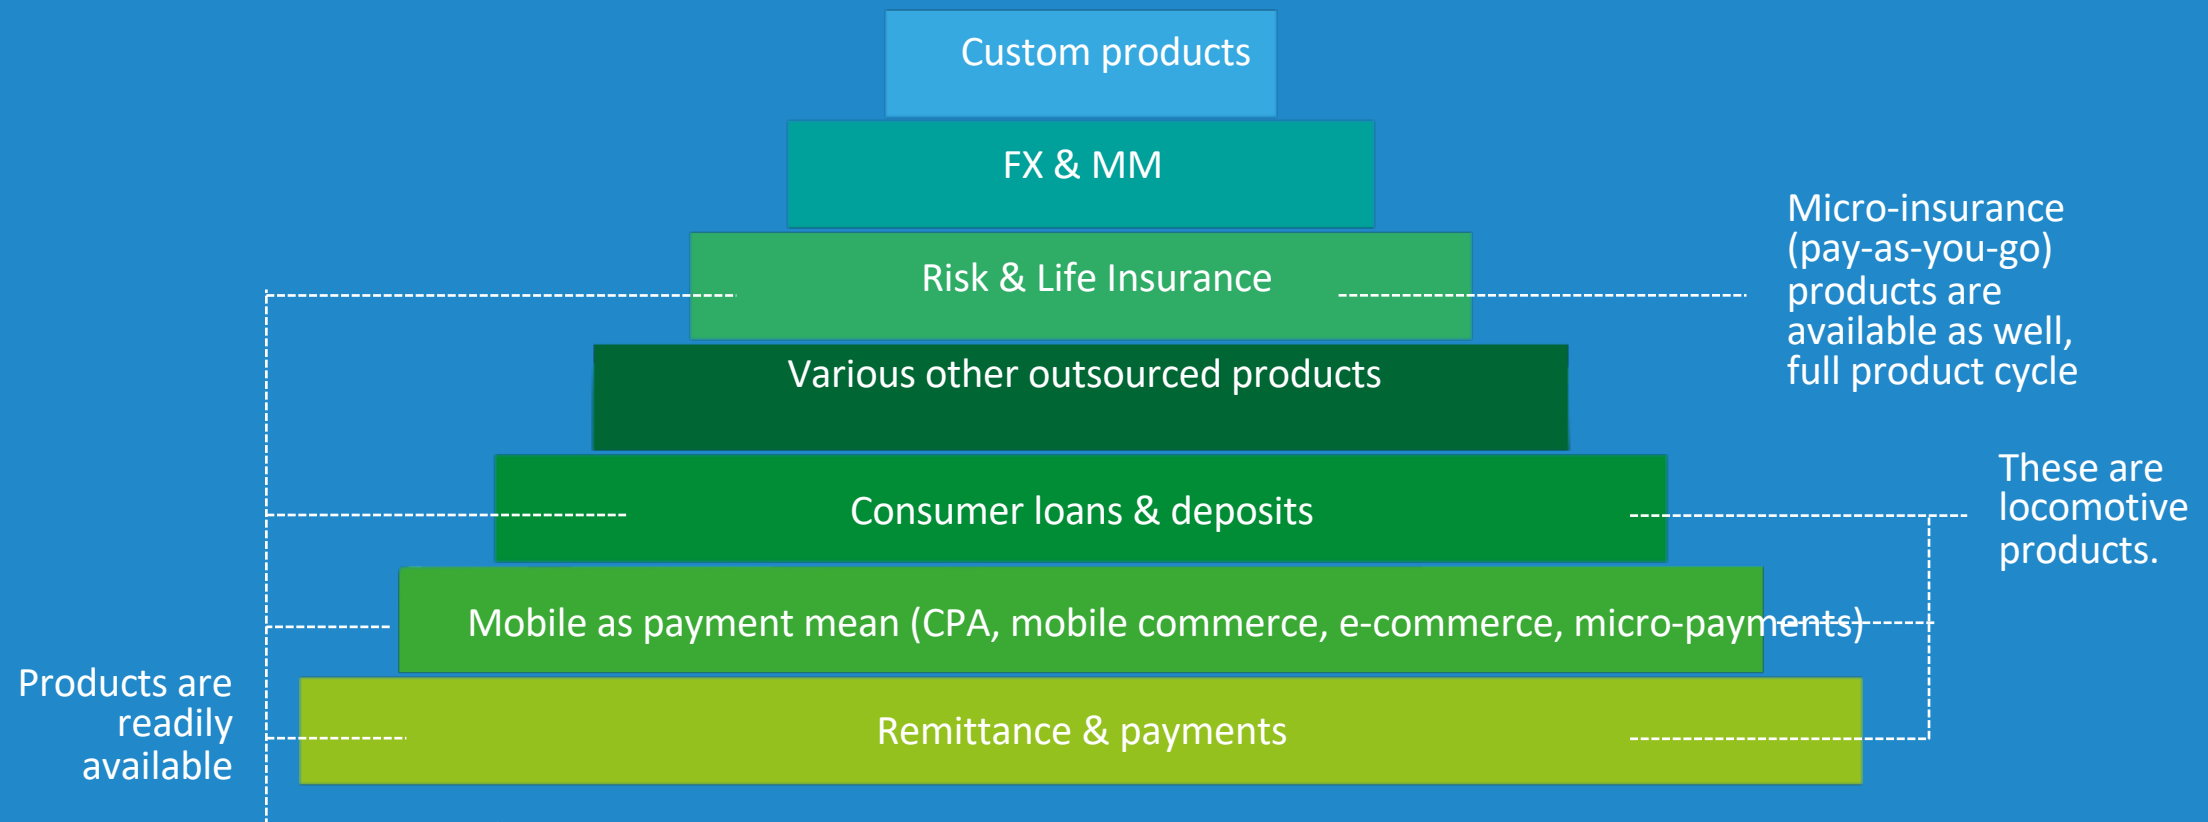 Custom products
FX & MM
Risk & Life Insurance
Micro-insurance
(pay-as-you-go)
products are
available as well,
full product cycle
Various other outsourced products
Consumer loans & deposits
These are
locomotive
products.
Mobile as payment mean (CPA, mobile commerce, e-commerce, micro-payments)
Products are
readily
available
Remittance & payments